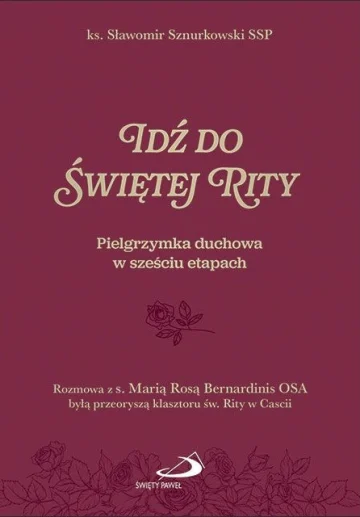 ks. Sławomir Sznurkowski SSP
IDŹ DO
ŚWIĘTEJ RITY
Pielgrzymka duchowa
w sześciu etapach
Rozmowa z s. Marią Rosą Bernardinis OSA
byłą przeoryszą klasztoru św. Rity w Cascii
ŚWIĘTY PAWEŁ